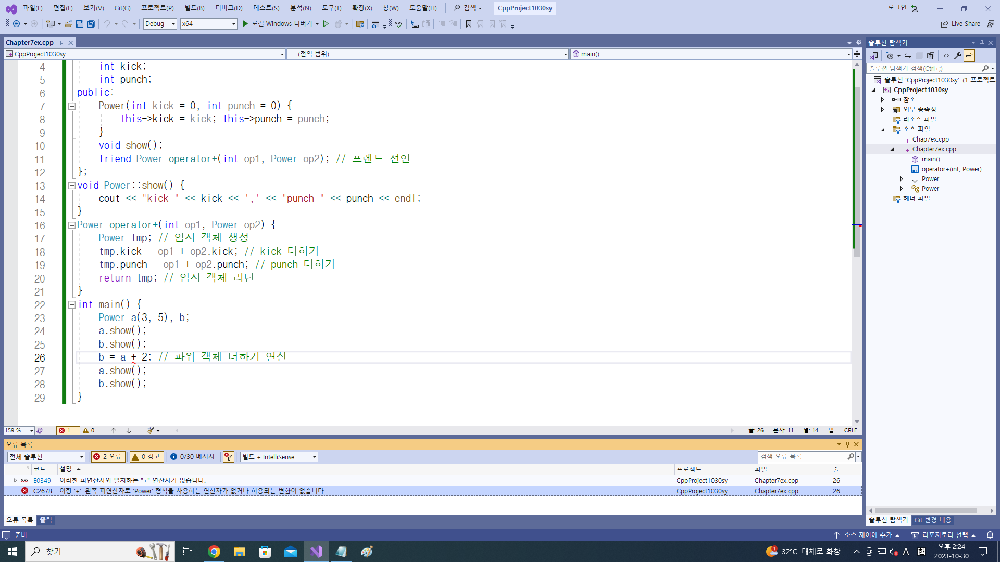 파일(F) 편집(E) 보기(V) Git(G) 프로젝트(P) 빌드(B) 디버그(D) 테스트(S) 분석(N) 도구(T) 확장(X) 창(W) 도움말(H) 검색 CppProject1030sy 로그인
Debug x64 로컬 Windows 디버거 Live Share
Chapter7ex.cpp
CppProject1030sy (전역 범위) main()
4 int kick;
5 int punch;
6 public:
7 Power(int kick = 0, int punch = 0) {
8 this->kick = kick; this->punch = punch;
9 }
10 void show();
11 friend Power operator+(int op1, Power op2); // 프렌드 선언
12 };
13 void Power::show() {
14 cout << "kick=" << kick << ',' << "punch=" << punch << endl;
15 }
16 Power operator+(int op1, Power op2) {
17 Power tmp; // 임시 객체 생성
18 tmp.kick = op1 + op2.kick; // kick 더하기
19 tmp.punch = op1 + op2.punch; // punch 더하기
20 return tmp; // 임시 객체 리턴
21 }
22 int main() {
23 Power a(3, 5), b;
24 a.show();
25 b.show();
26 b = a + 2; // 파워 객체 더하기 연산
27 a.show();
28 b.show();
29 }
159 % 1 0 줄: 26 문자: 11 열: 14 탭 CRLF
오류 목록
전체 솔루션 2 오류 0 경고 0/30 메시지 빌드 + IntelliSense 검색 오류 목록
코드 설명 프로젝트 파일 줄
abc E0349 이러한 피연산자와 일치하는 "+" 연산자가 없습니다. CppProject1030sy Chapter7ex.cpp 26
C2678 이항 '+': 왼쪽 피연산자로 'Power' 형식을 사용하는 연산자가 없거나 허용되는 변환이 없습니다. CppProject1030sy Chapter7ex.cpp 26
오류 목록 출력
솔루션 탐색기
솔루션 탐색기 검색(Ctrl+;)
솔루션 'CppProject1030sy' (1 프로젝트
CppProject1030sy
참조
외부 종속성
리소스 파일
소스 파일
Chap7ex.cpp
Chapter7ex.cpp
main()
operator+(int, Power)
Power
Power
헤더 파일
솔루션 탐색기 Git 변경 내용
준비 소스 제어에 추가 리포지토리 선택
찾기 1 32°C 대체로 화창 A 한 오후 2:24
2023-10-30